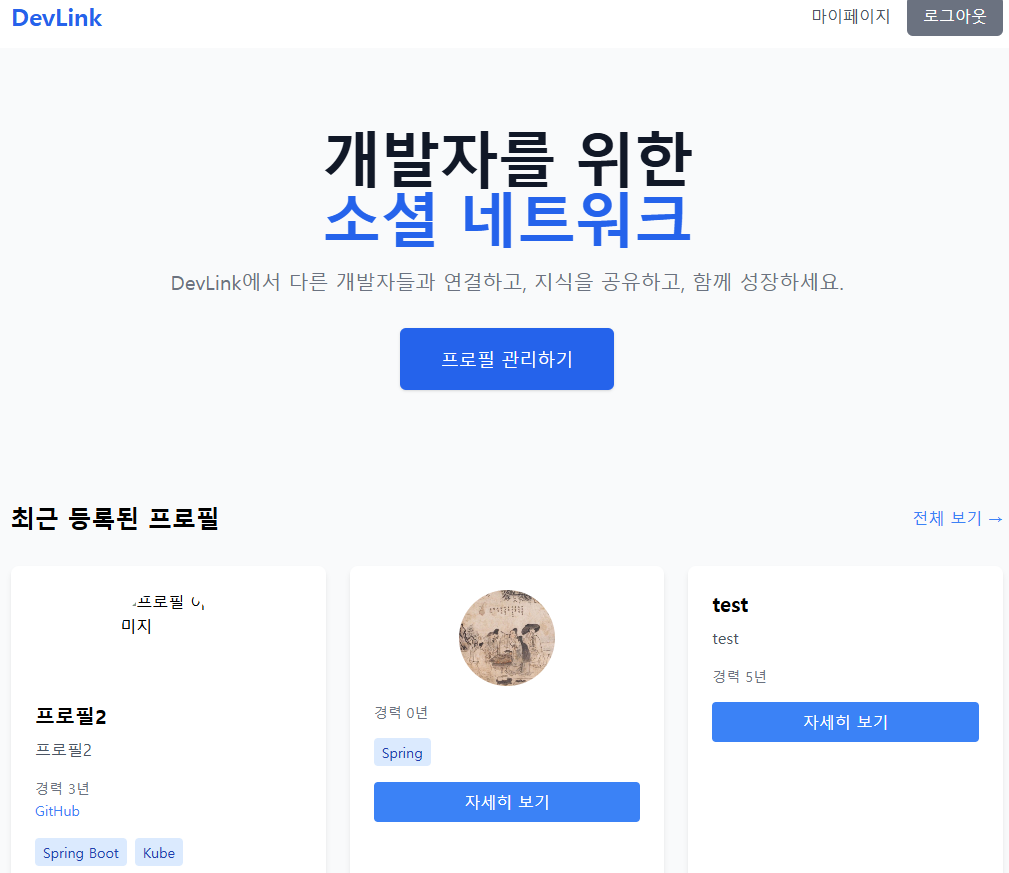 DevLink
마이페이지
로그아웃
개발자를 위한
소셜 네트워크
DevLink에서 다른 개발자들과 연결하고, 지식을 공유하고, 함께 성장하세요.
프로필 관리하기
최근 등록된 프로필
전체 보기 →
프로필 이
미지
프로필2
프로필2
경력 3년
GitHub
Spring Boot
Kube
경력 0년
Spring
자세히 보기
test
test
경력 5년
자세히 보기